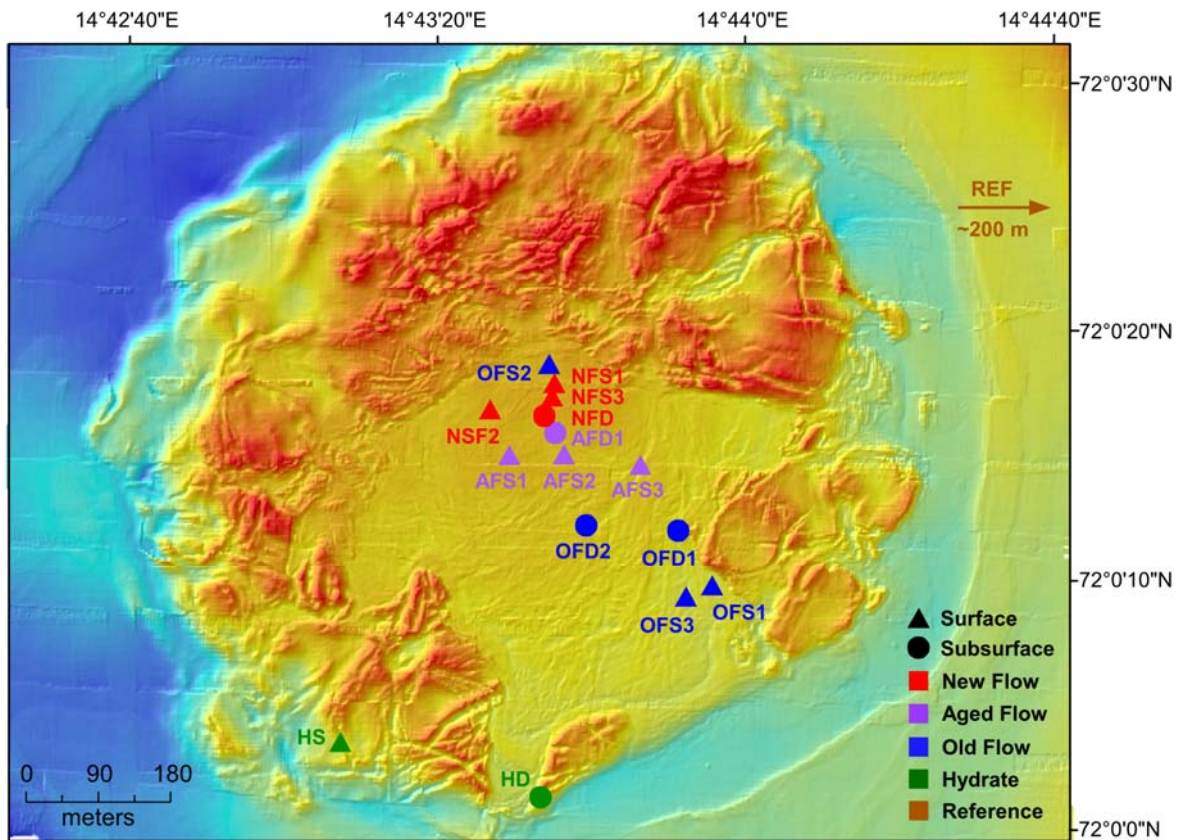 14°42'40"E
14°43'20"E
14°44'0"E
14°44'40"E
72°0'30"N
REF
~200 m
72°0'20"N
OFS2
NFS1
NFS3
NSF2
NFD
AFD1
AFS1
AFS2
AFS3
OFD2
OFD1
72°0'10"N
OFS3
OFS1
Surface
Subsurface
New Flow
Aged Flow
Old Flow
Hydrate
Reference
HS
HD
0 90 180
meters
72°0'0"N